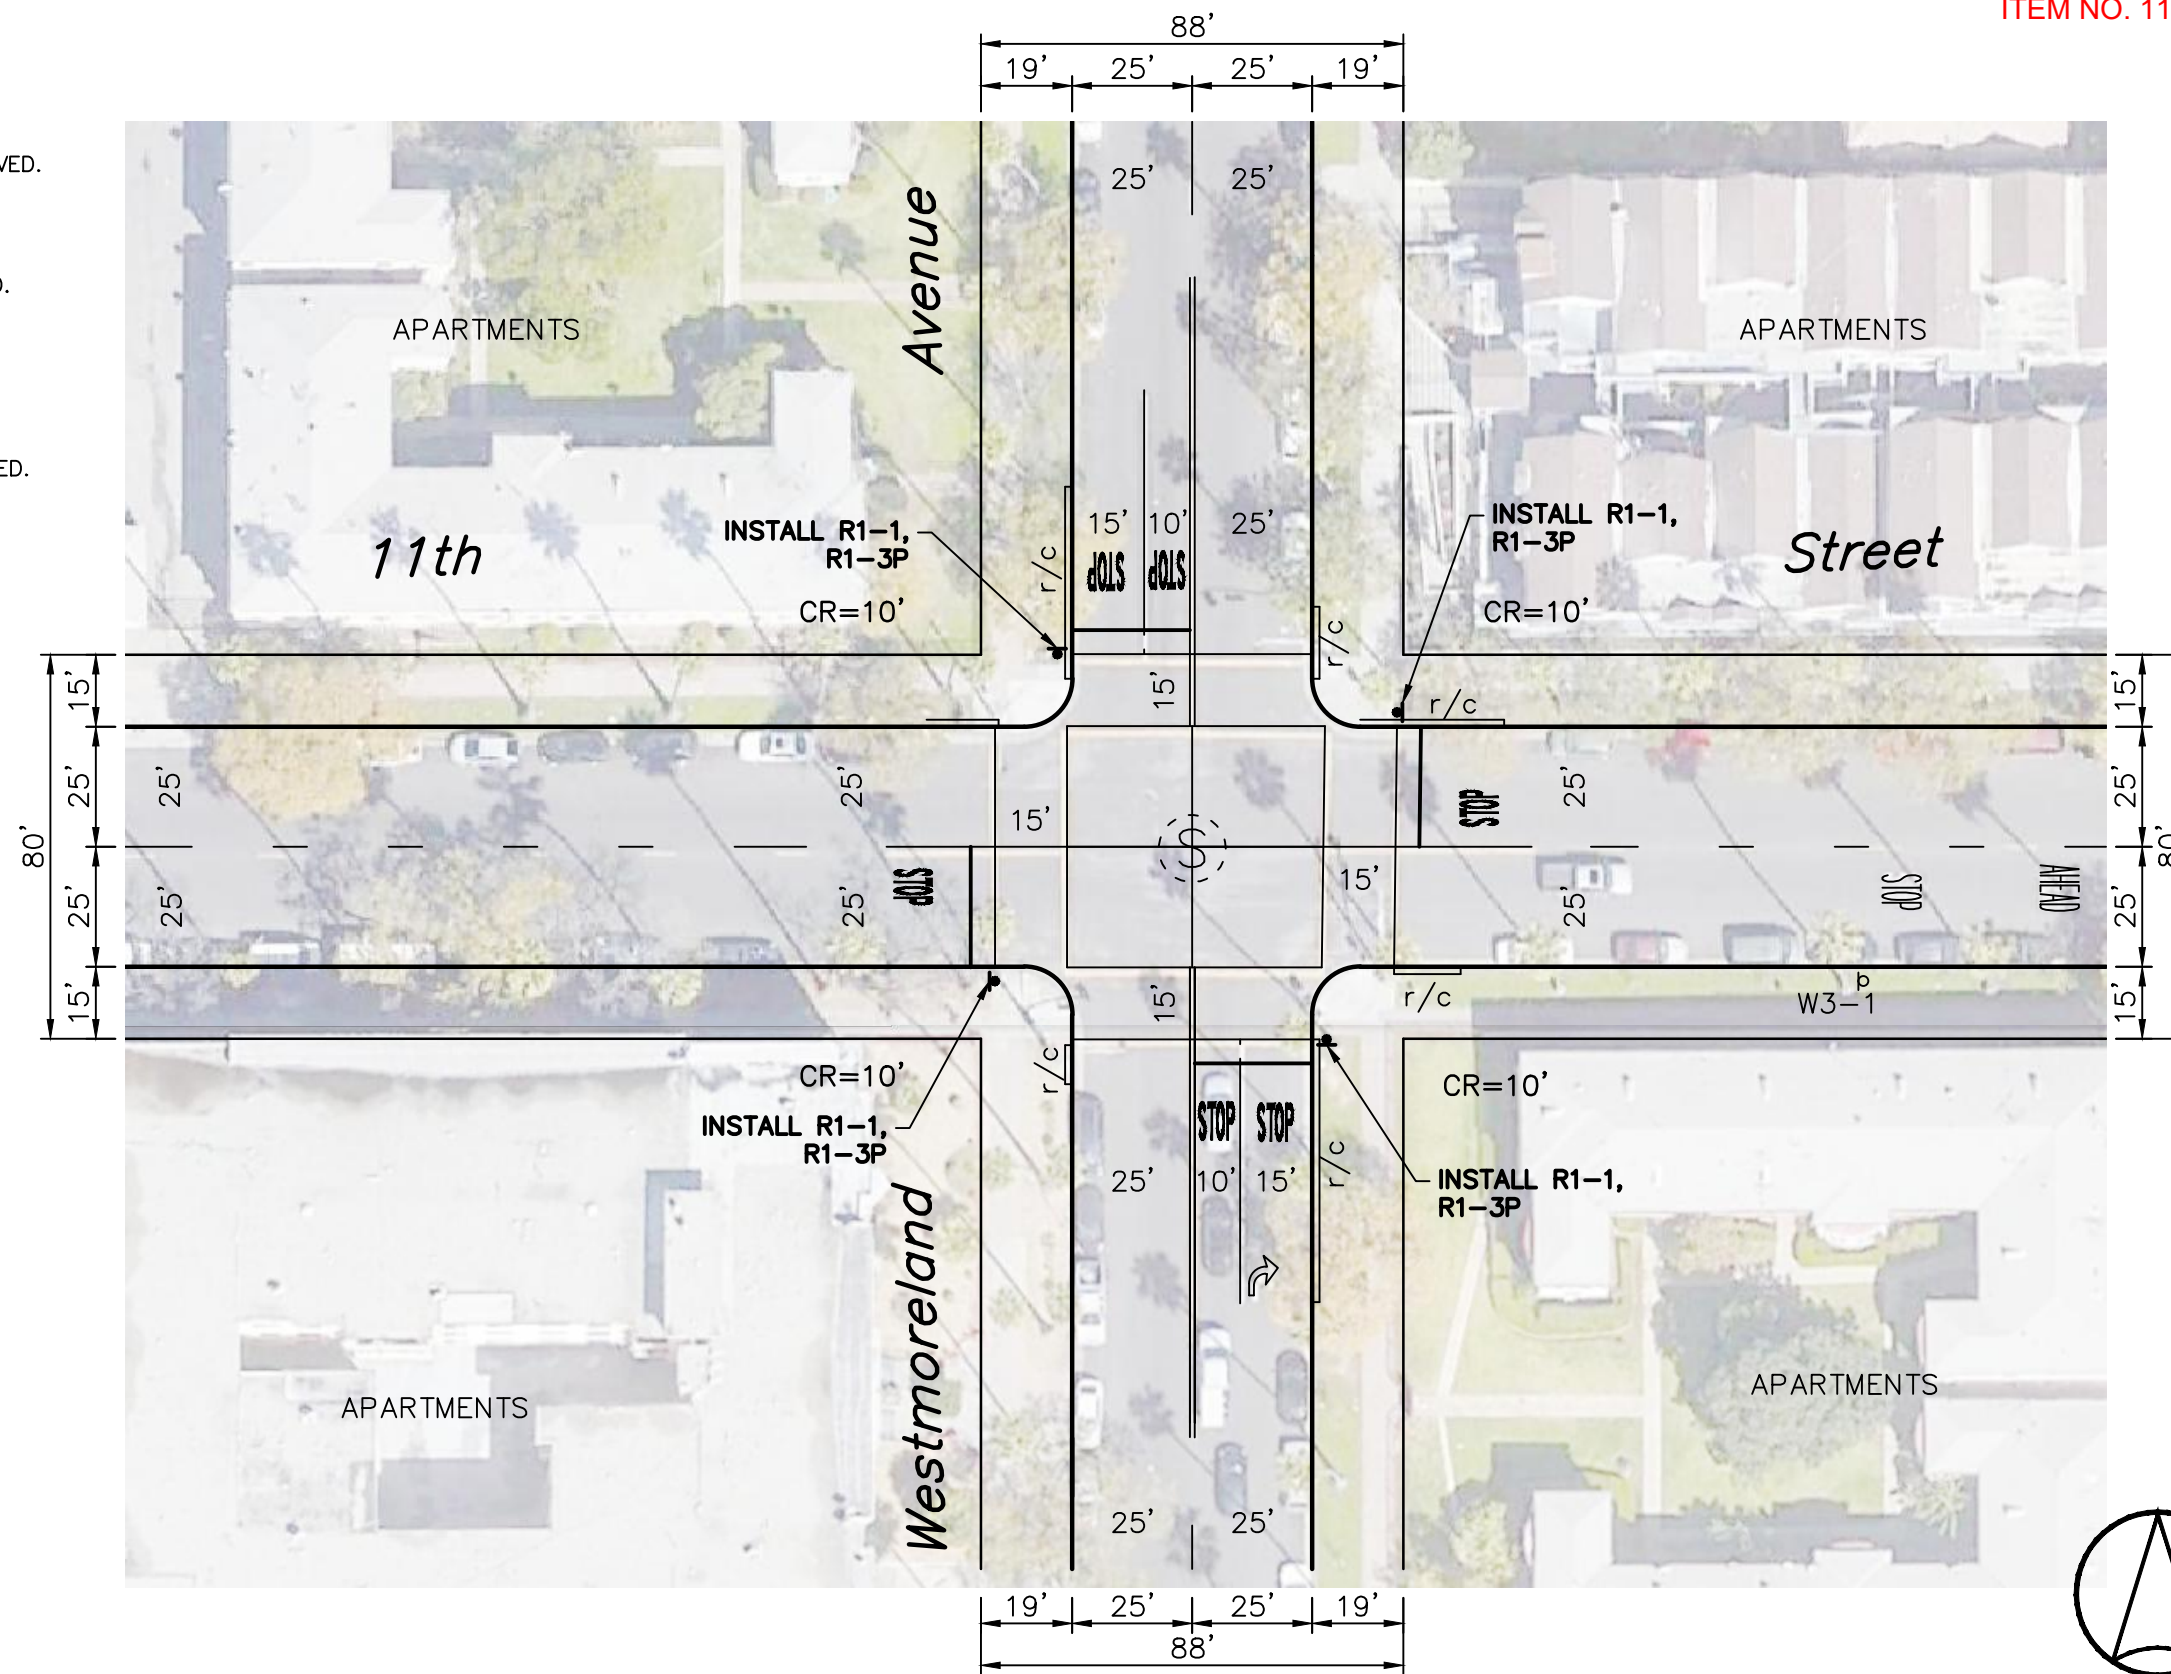 ITEM NO. 11
88'
19' 25' 25' 19'
VED.
25' 25'
Avenue
APARTMENTS
APARTMENTS
ED.
INSTALL R1-1,
R1-3P
15' 10' 25'
INSTALL R1-1,
R1-3P
11th
Street
r/c
STOP STOP
CR=10'
CR=10'
r/c
15'
15'
r/c
15'
25'
25'
25'
15'
STOP
25'
25'
80'
S
80'
25'
25'
25'
STOP
15'
25'
STOP
AHEAD
25'
15'
15'
r/c
p
W3-1
15'
r/c
CR=10'
CR=10'
INSTALL R1-1,
R1-3P
STOP STOP
25' 10' 15'
r/c
INSTALL R1-1,
R1-3P
Westmoreland
APARTMENTS
APARTMENTS
25' 25'
19' 25' 25' 19'
88'